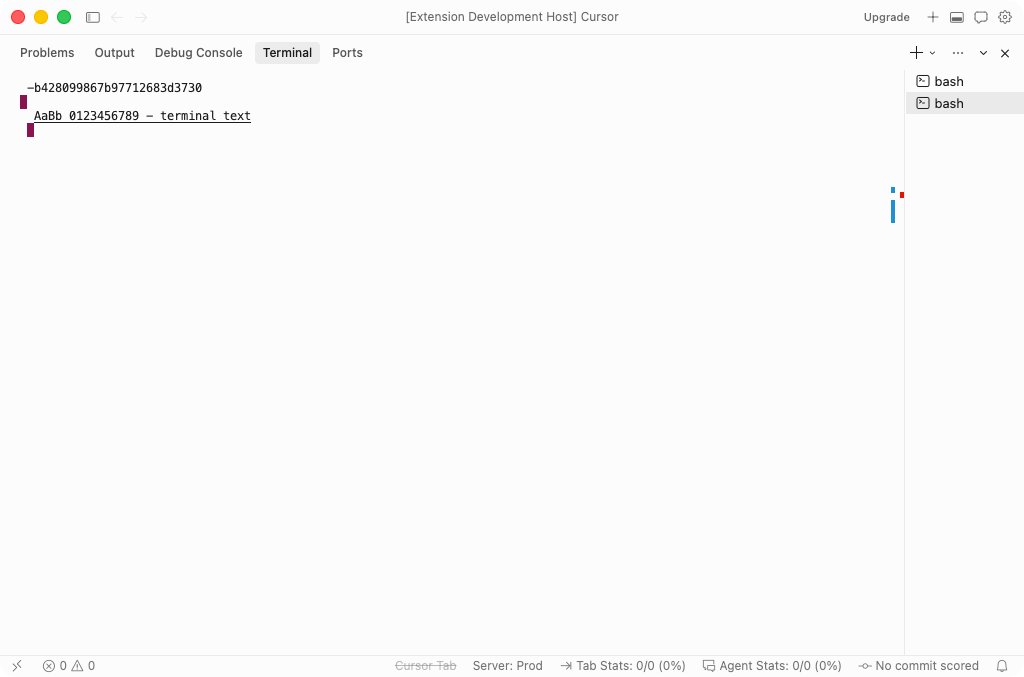 [Extension Development Host] Cursor
Upgrade
Problems Output Debug Console Terminal Ports
—b428099867b97712683d3730
AaBb 0123456789 — terminal text
bash
bash
0 0 Cursor Tab Server: Prod Tab Stats: 0/0 (0%) Agent Stats: 0/0 (0%) No commit scored